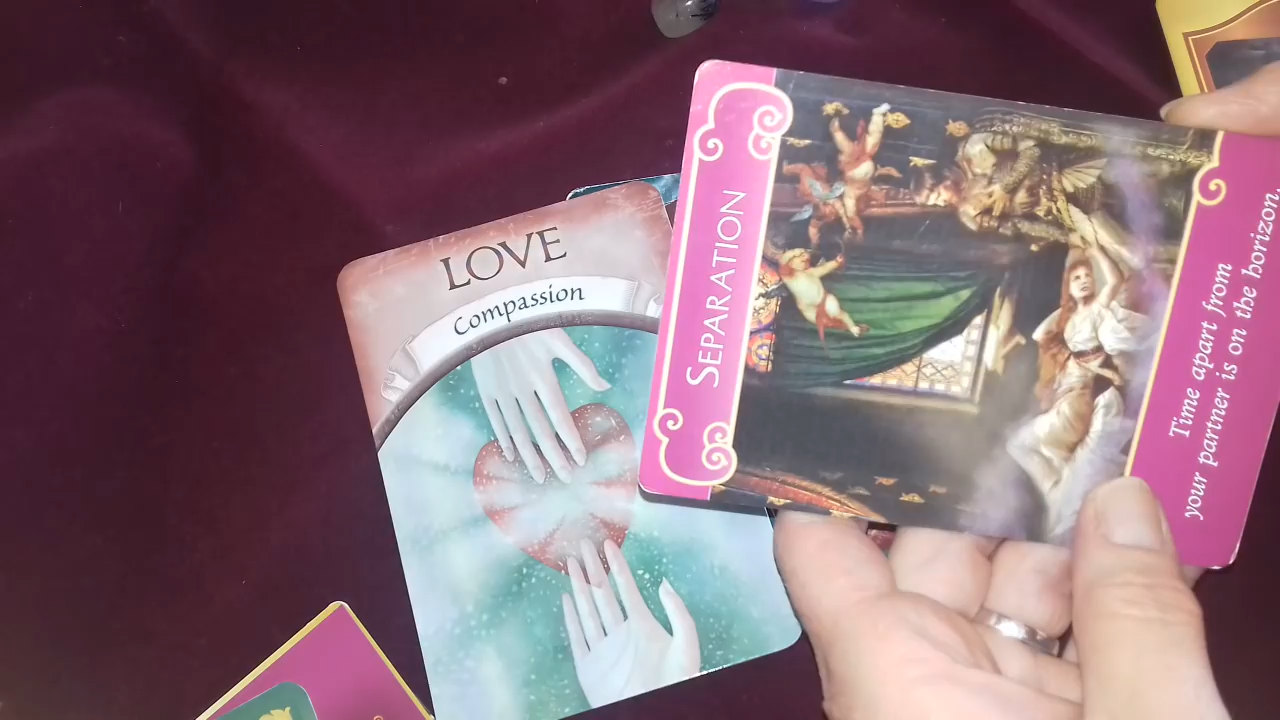 LOVE
Compassion
SEPARATION
Time apart from
your partner is on the horizon.